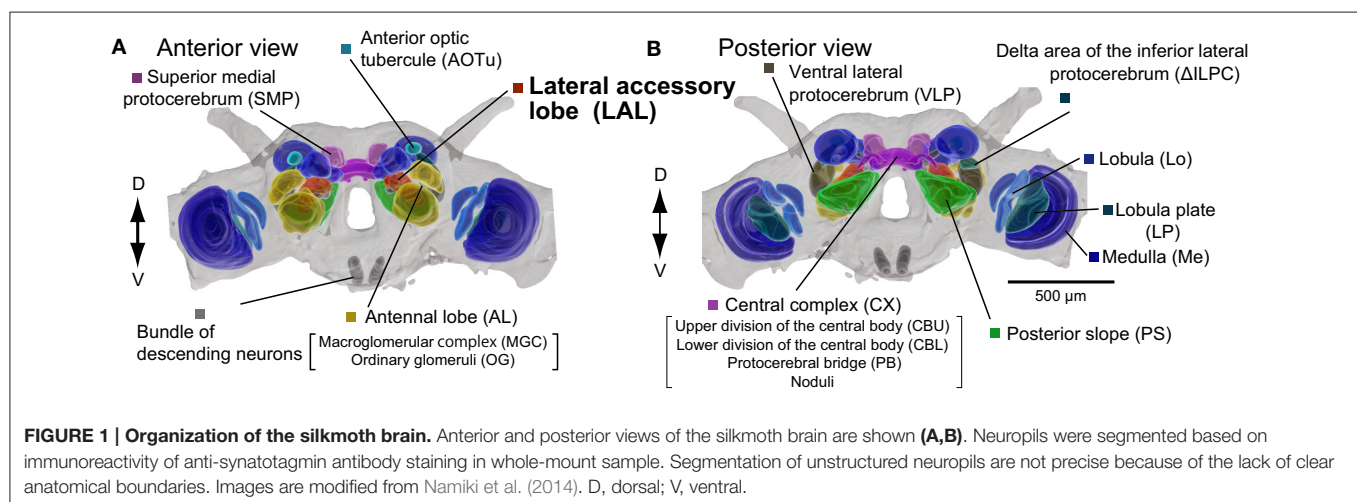 A
Anterior view
Anterior optic
tubercule (AOTu)
Superior medial
protocerebrum (SMP)
Lateral accessory
lobe (LAL)
D
V
Bundle of
descending neurons
Antennal lobe (AL)
Macroglomerular complex (MGC)
Ordinary glomeruli (OG)
B
Posterior view
Ventral lateral
protocerebrum (VLP)
Delta area of the inferior lateral
protocerebrum (ΔILPC)
D
V
Lobula (Lo)
Lobula plate
(LP)
Medulla (Me)
500 µm
Central complex (CX)
Upper division of the central body (CBU)
Lower division of the central body (CBL)
Protocerebral bridge (PB)
Noduli
Posterior slope (PS)
FIGURE 1 | Organization of the silkmoth brain. Anterior and posterior views of the silkmoth brain are shown (A,B). Neuropils were segmented based on
immunoreactivity of anti-synatotagmin antibody staining in whole-mount sample. Segmentation of unstructured neuropils are not precise because of the lack of clear
anatomical boundaries. Images are modified from Namiki et al. (2014). D, dorsal; V, ventral.